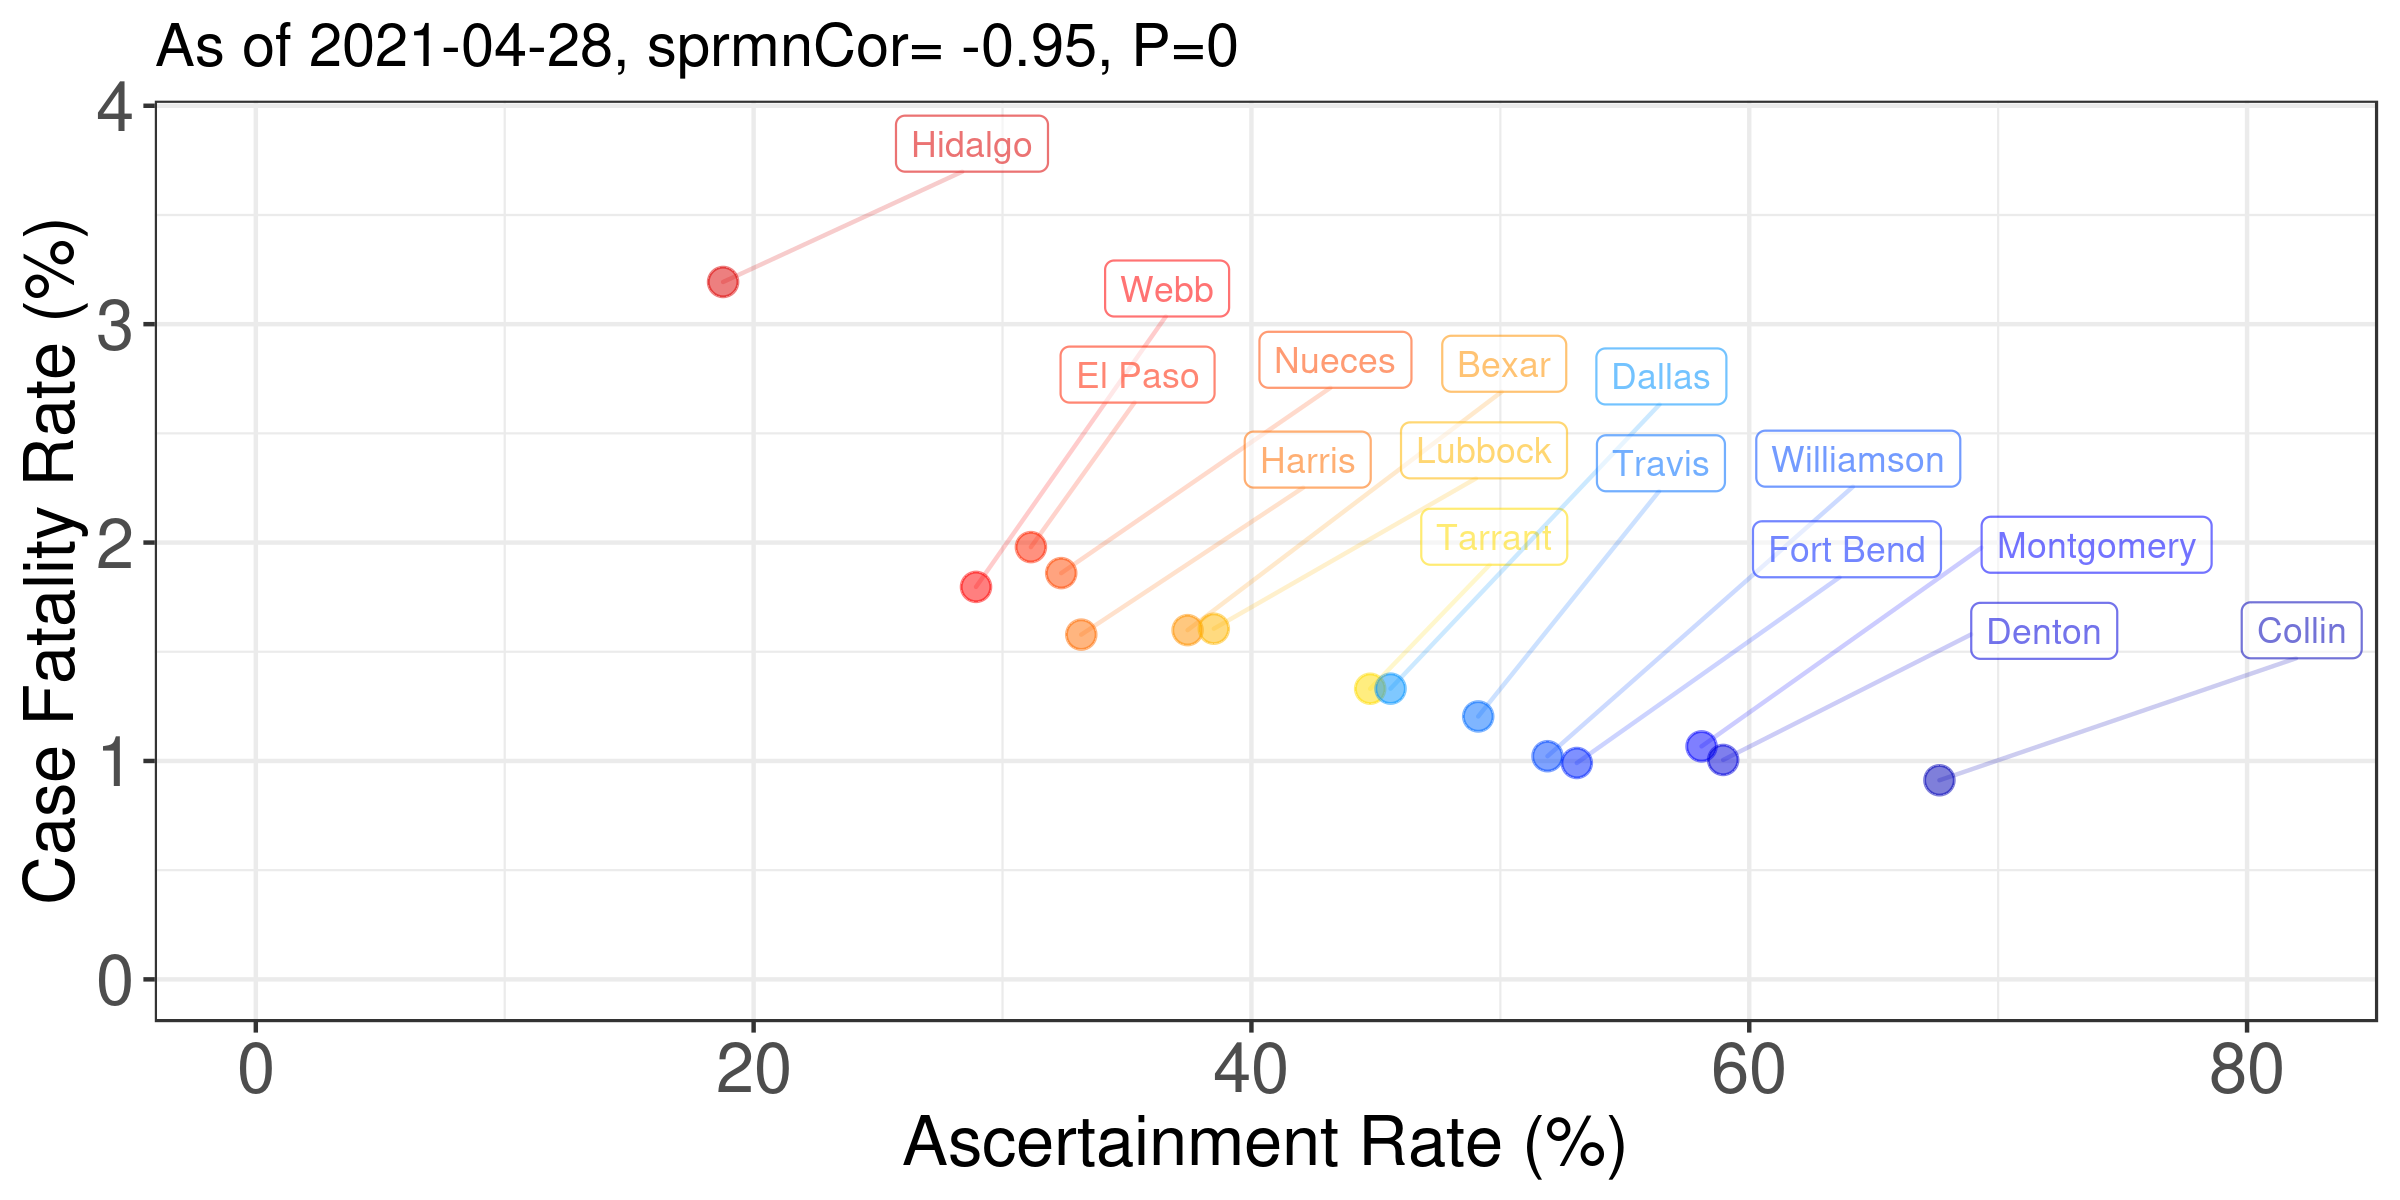 As of 2021-04-28, sprmnCor= -0.95, P=0
Case Fatality Rate (%)
4
3
2
1
0
Hidalgo
Webb
El Paso
Nueces
Bexar
Dallas
Harris
Lubbock
Travis
Williamson
Tarrant
Fort Bend
Montgomery
Denton
Collin
0 20 40 60 80
Ascertainment Rate (%)